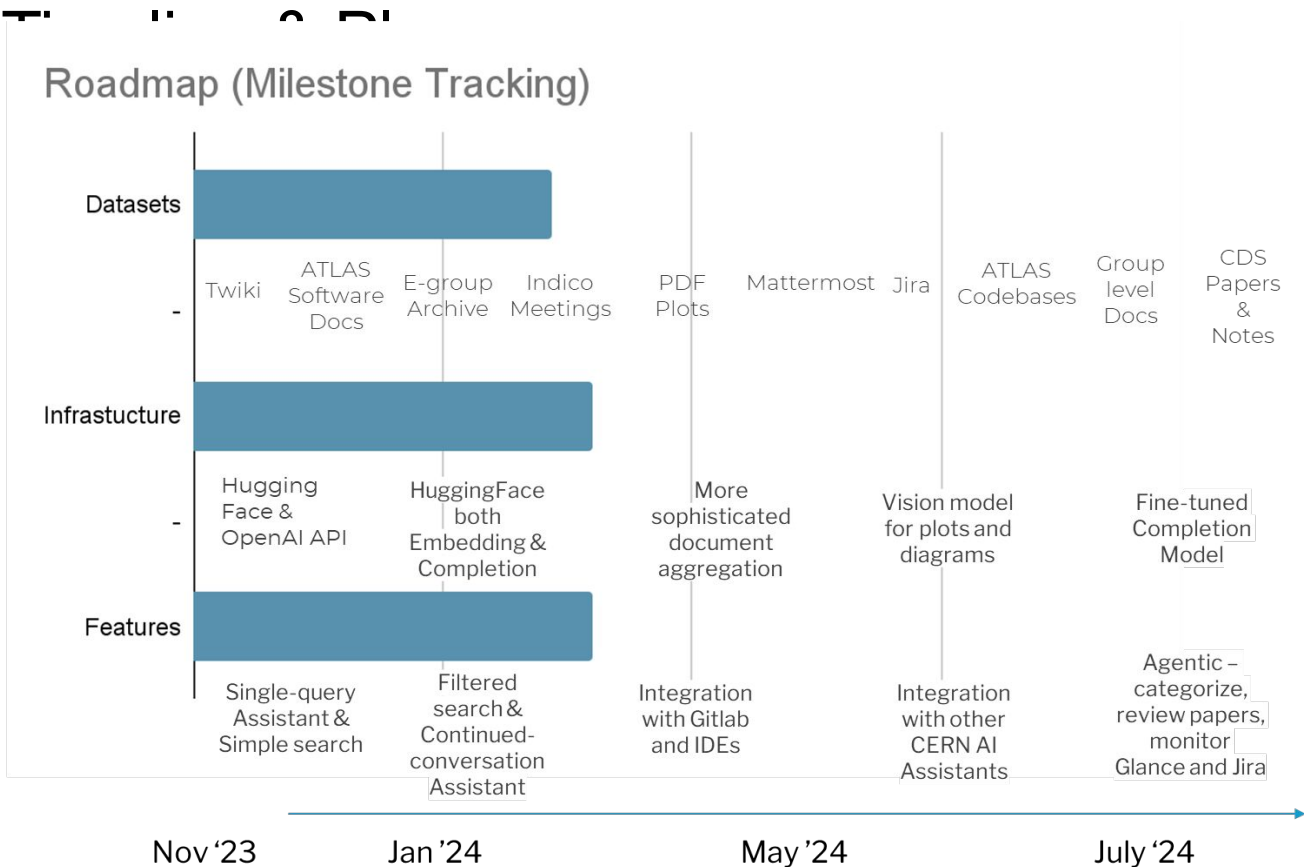 Roadmap (Milestone Tracking)
Datasets
Twiki
ATLAS
Software
Docs
E-group
Archive
Indico
Meetings
PDF
Plots
Mattermost
Jira
ATLAS
Codebases
Group
level
Docs
CDS
Papers
&
Notes
-
Infrastucture
Hugging
Face &
OpenAI API
HuggingFace
both
Embedding &
Completion
More
sophisticated
document
aggregation
Vision model
for plots and
diagrams
Fine-tuned
Completion
Model
-
Features
Single-query
Assistant &
Simple search
Filtered
search &
Continued-
conversation
Assistant
Integration
with Gitlab
and IDEs
Integration
with other
CERN AI
Assistants
Agentic –
categorize,
review papers,
monitor
Glance and Jira
Nov ‘23
Jan ’24
May ’24
July ‘24